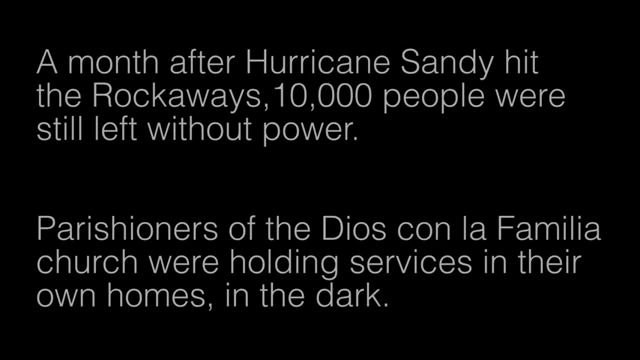 A month after Hurricane Sandy hit
the Rockaways,10,000 people were
still left without power.
Parishioners of the Dios con la Familia
church were holding services in their
own homes, in the dark.